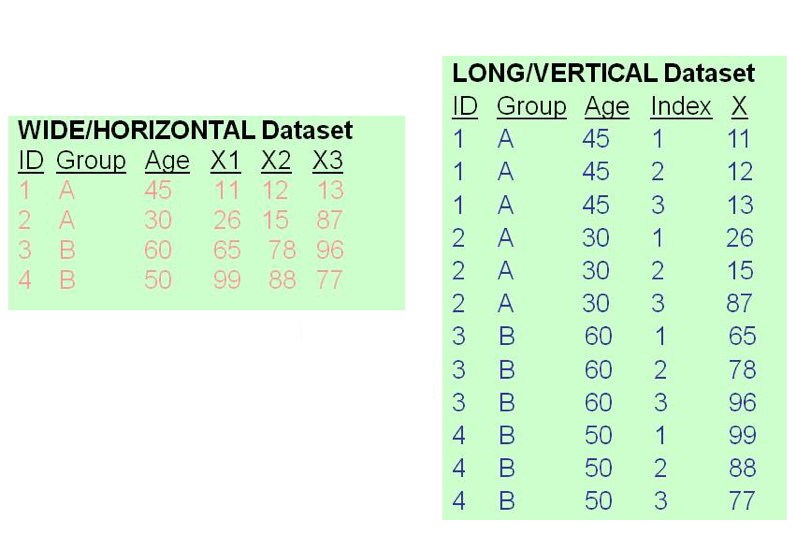 WIDE/HORIZONTAL Dataset
ID Group Age X1 X2 X3
1 A 45 11 12 13
2 A 30 26 15 87
3 B 60 65 78 96
4 B 50 99 88 77
LONG/VERTICAL Dataset
ID Group Age Index X
1 A 45 1 11
1 A 45 2 12
1 A 45 3 13
2 A 30 1 26
2 A 30 2 15
2 A 30 3 87
3 B 60 1 65
3 B 60 2 78
3 B 60 3 96
4 B 50 1 99
4 B 50 2 88
4 B 50 3 77